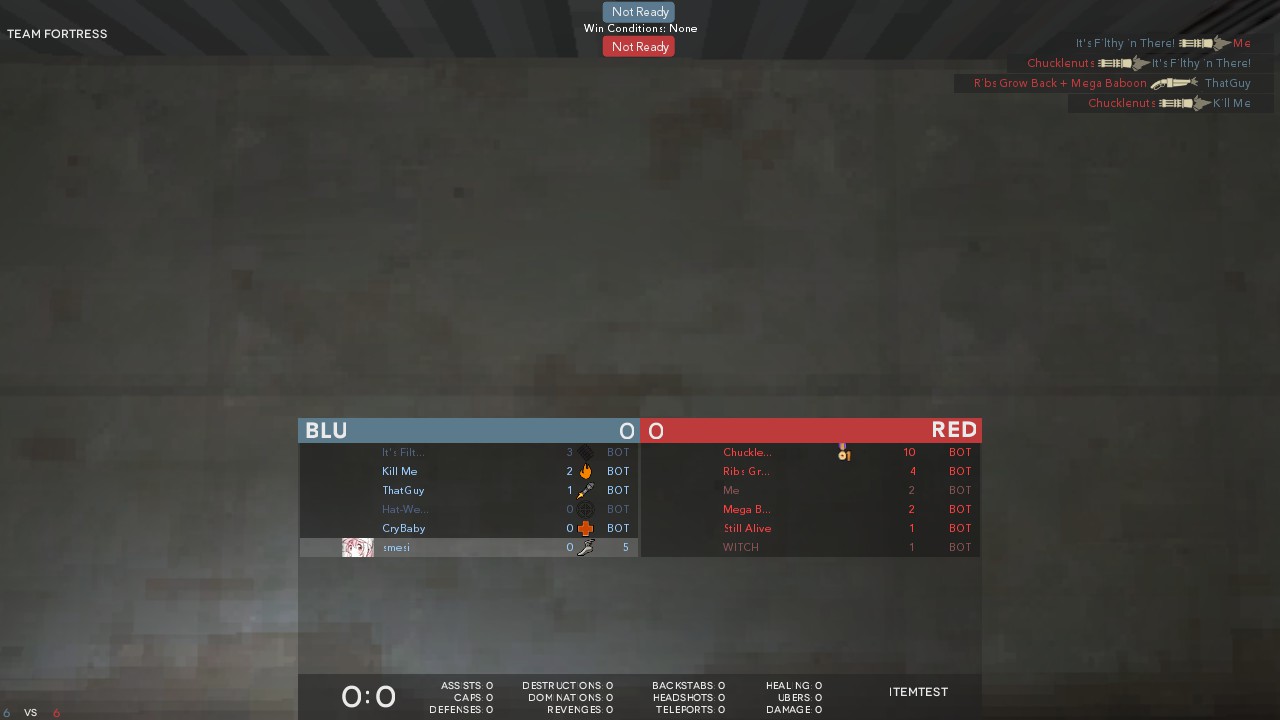 Not Ready
Win Conditions: None
Not Ready
TEAM FORTRESS
It's F lthy 'n There! Me
Chucklenuts It's F lthy 'n There!
R bs Grow Back + Mega Baboon ThatGuy
Chucklenuts K ll Me
BLU 0 0 RED
It's Filt... 3 BOT Chuckle... 1 10 BOT
Kill Me 2 BOT Ribs Gr... 4 BOT
ThatGuy 1 BOT Me 2 BOT
Hat-We... 0 BOT Mega B... 2 BOT
CryBaby 0 BOT Still Alive 1 BOT
smesi 0 5 WITCH 1 BOT
0:0
ASS STS: 0 DESTRUCT ONS: 0 BACKSTABS: 0 HEAL NG: 0
CAPS: 0 DOM NAT ONS: 0 HEADSHOTS: 0 UBERS: 0
DEFENSES: 0 REVENGES: 0 TELEPORTS: 0 DAMAGE: 0
ITEMTEST
6 VS 6